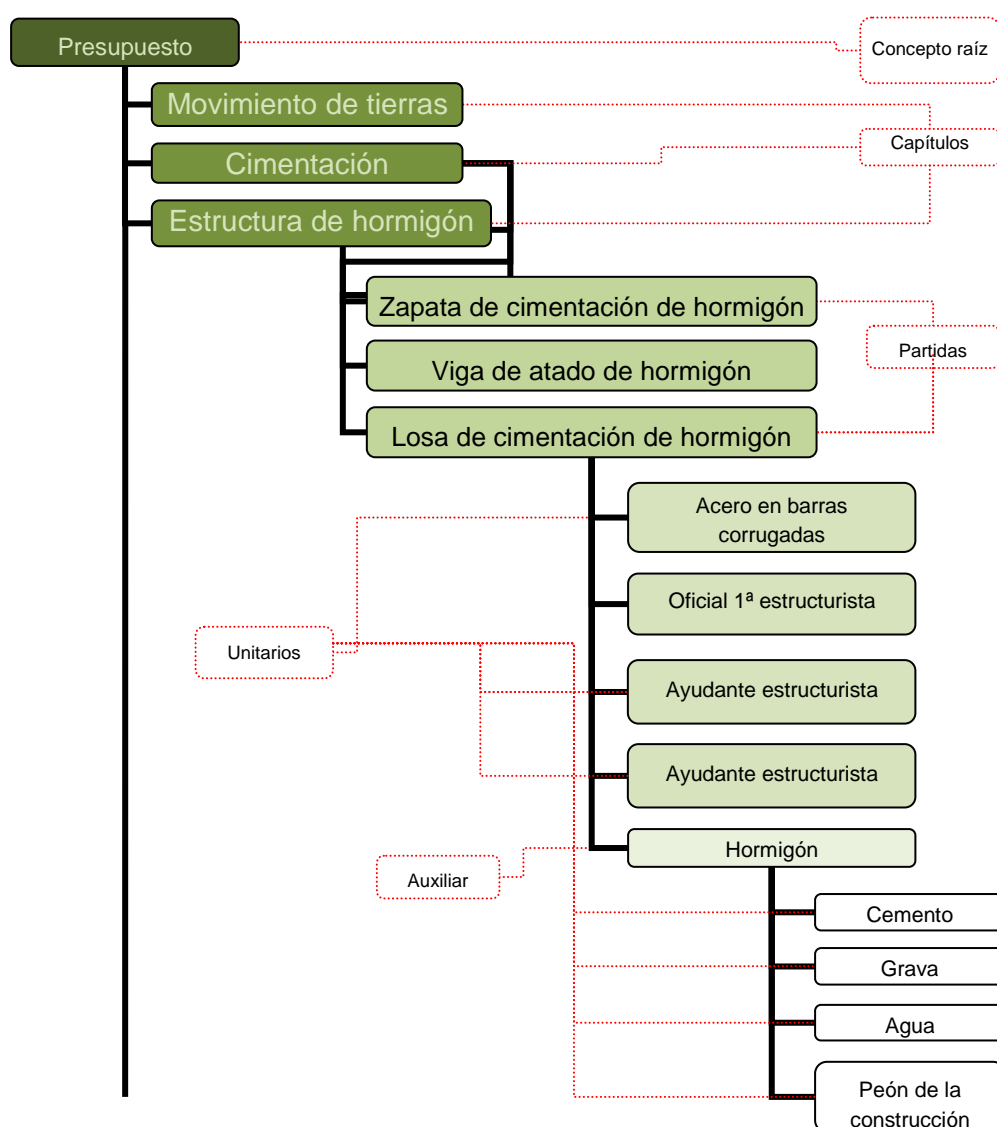 Presupuesto
Concepto raíz
Movimiento de tierras
Capítulos
Cimentación
Estructura de hormigón
Zapata de cimentación de hormigón
Partidas
Viga de atado de hormigón
Losa de cimentación de hormigón
Acero en barras
corrugadas
Oficial 1ª estructurista
Unitarios
Ayudante estructurista
Ayudante estructurista
Hormigón
Auxiliar
Cemento
Grava
Agua
Peón de la
construcción